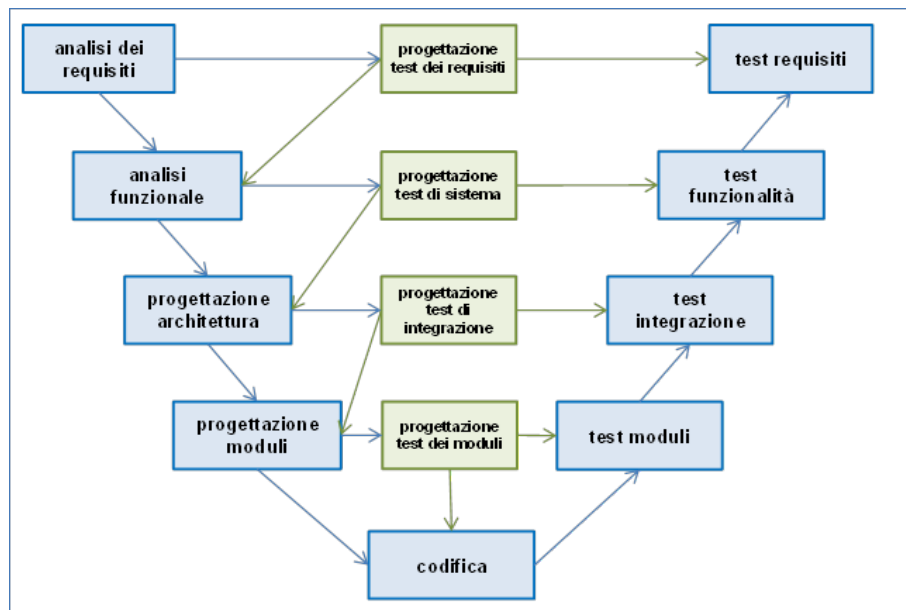 analisi dei
requisiti
progettazione
test dei requisiti
test requisiti
analisi
funzionale
progettazione
test di sistema
test
funzionalità
progettazione
architettura
progettazione
test di
integrazione
test
integrazione
progettazione
moduli
progettazione
test dei moduli
test moduli
codifica